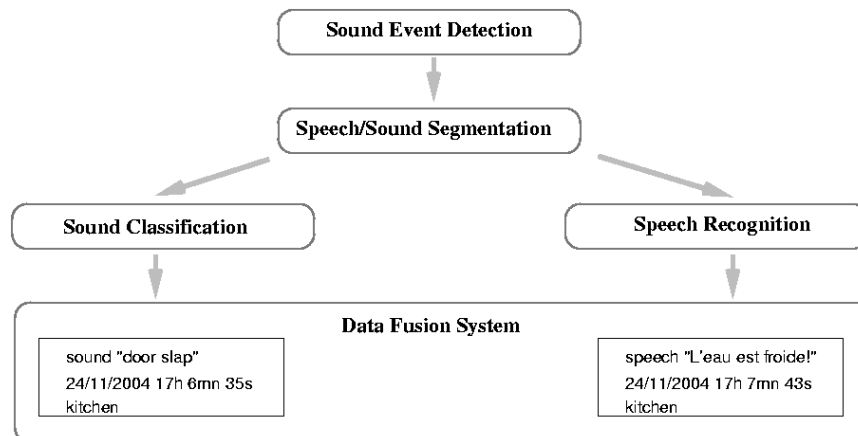 Sound Event Detection
Speech/Sound Segmentation
Sound Classification
Speech Recognition
Data Fusion System
sound "door slap"
24/11/2004 17h 6mn 35s
kitchen
speech "L'eau est froide!"
24/11/2004 17h 7mn 43s
kitchen